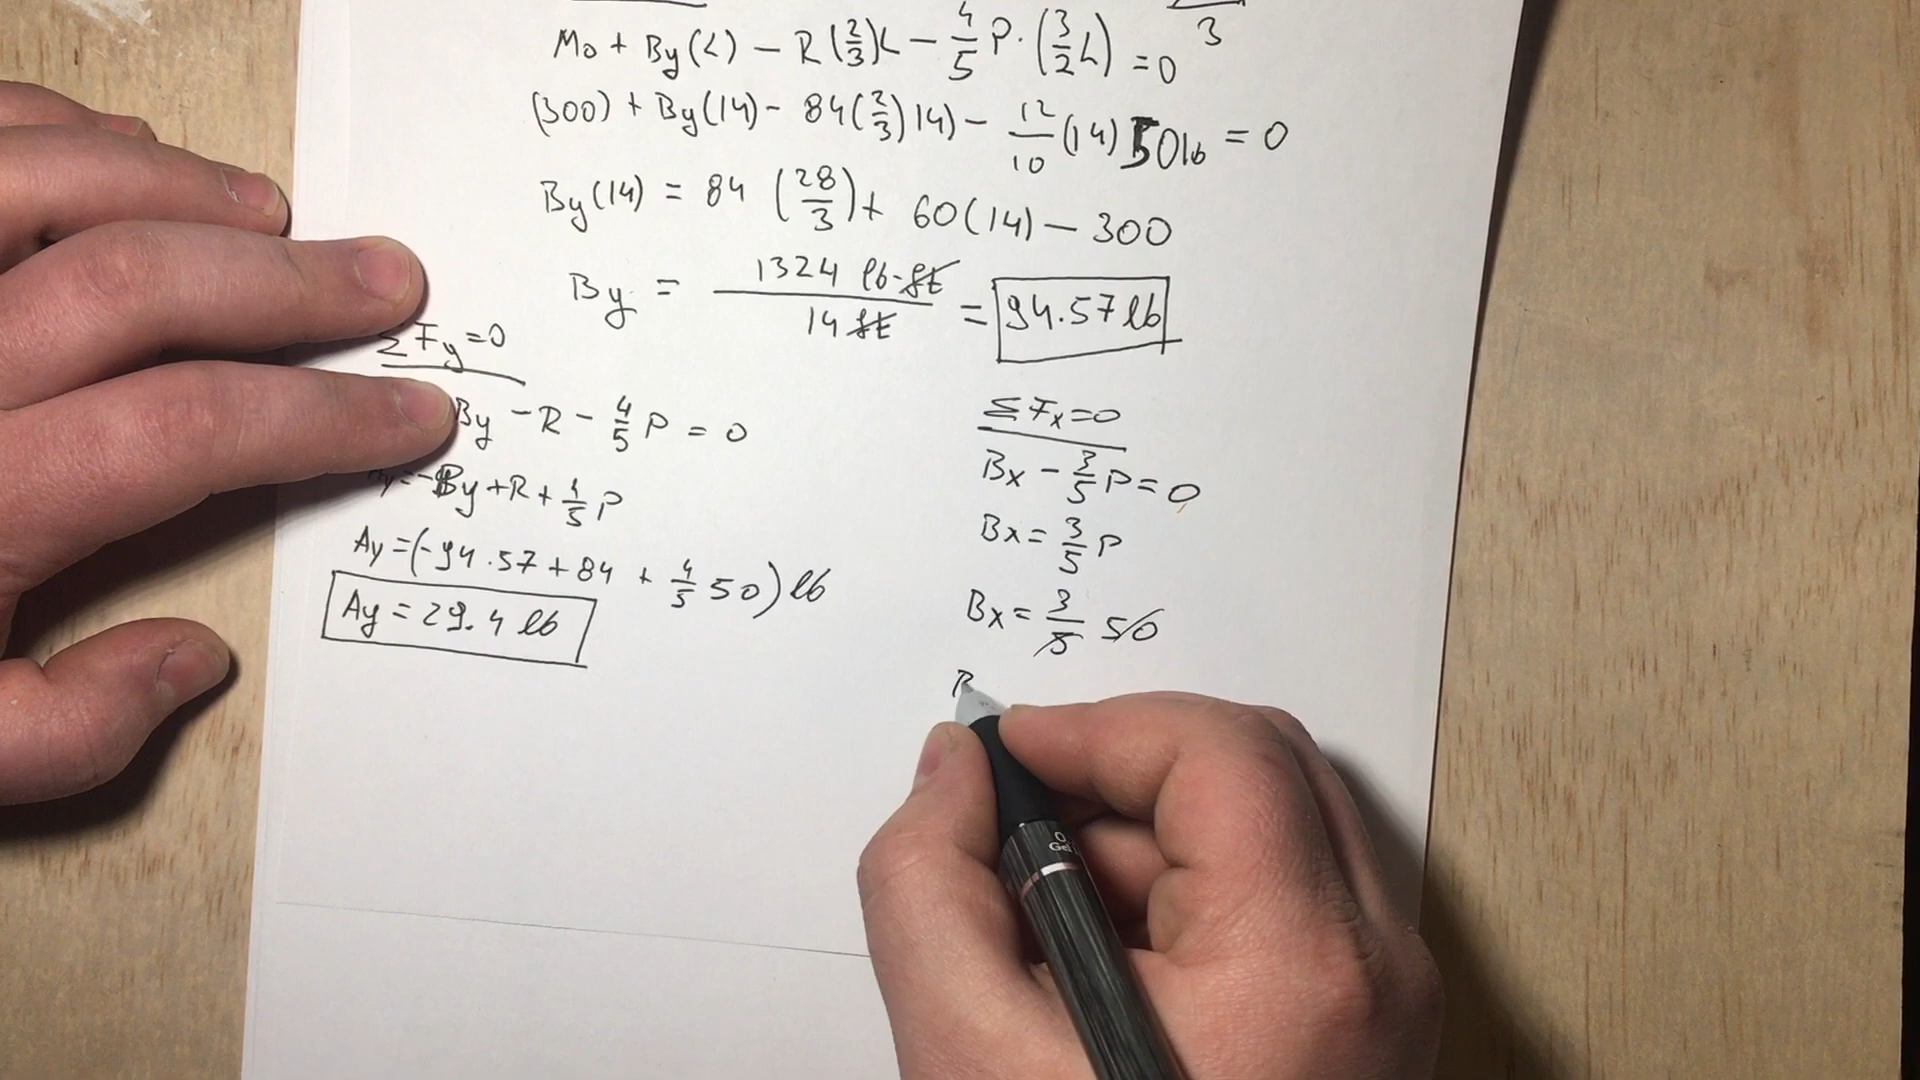 3
Mo + By(L) - R(2/3)L - 4/5 P·(3/2 L) = 0
(300) + By(14) - 84(2/3)14) - 12/10 (14) 50lb = 0
By(14) = 84 (28/3) + 60(14) - 300
By = 1324 lb-ft / 14 ft = 94.57 lb
ΣFy=0
By - R - 4/5 P = 0
Ay = -By + R + 4/5 P
Ay = (-94.57 + 84 + 4/5 50) lb
Ay = 29.4 lb
ΣFx=0
Bx - 3/5 P = 0
Bx = 3/5 P
Bx = 3/5 50